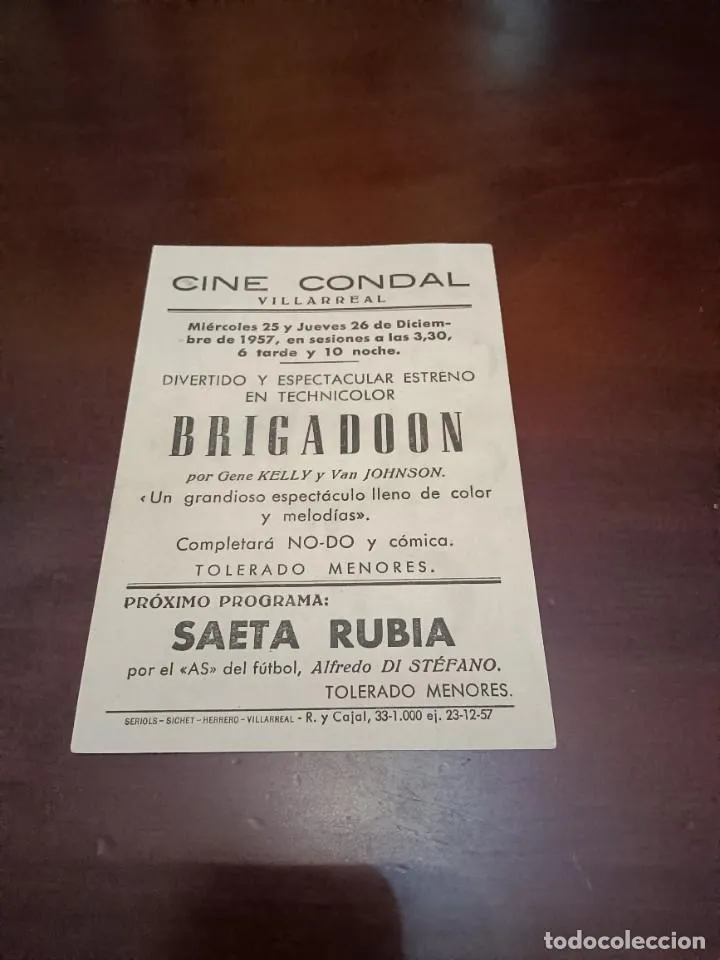 CINE CONDAL
VILLARREAL
Miércoles 25 y Jueves 26 de Diciem-
bre de 1957, en sesiones a las 3,30,
6 tarde y 10 noche.
DIVERTIDO Y ESPECTACULAR ESTRENO
EN TECHNICOLOR
BRIGADOON
por Gene KELLY y Van JOHNSON.
«Un grandioso espectáculo lleno de color
y melodías».
Completará NO-DO y cómica.
TOLERADO MENORES.
PRÓXIMO PROGRAMA:
SAETA RUBIA
por el «AS» del fútbol, Alfredo DI STÉFANO.
TOLERADO MENORES.
SERIOLS - SICHET - HERRERO - VILLARREAL - R. y Cajal, 33-1.000 ej. 23-12-57
todocoleccion